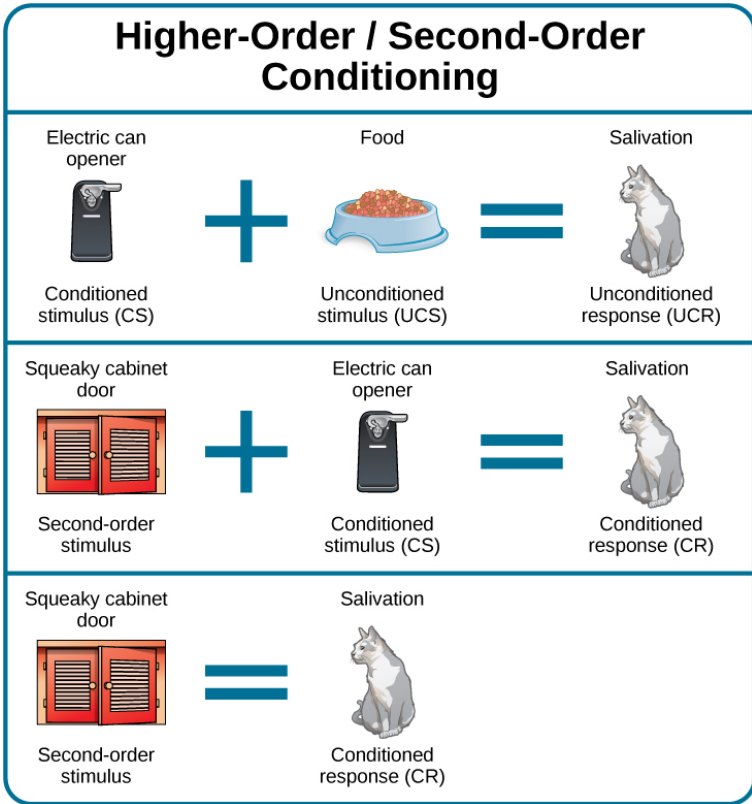 Higher-Order / Second-Order
Conditioning
Electric can
opener
Food
Salivation
Conditioned
stimulus (CS)
Unconditioned
stimulus (UCS)
Unconditioned
response (UCR)
Squeaky cabinet
door
Electric can
opener
Salivation
Second-order
stimulus
Conditioned
stimulus (CS)
Conditioned
response (CR)
Squeaky cabinet
door
Salivation
Second-order
stimulus
Conditioned
response (CR)